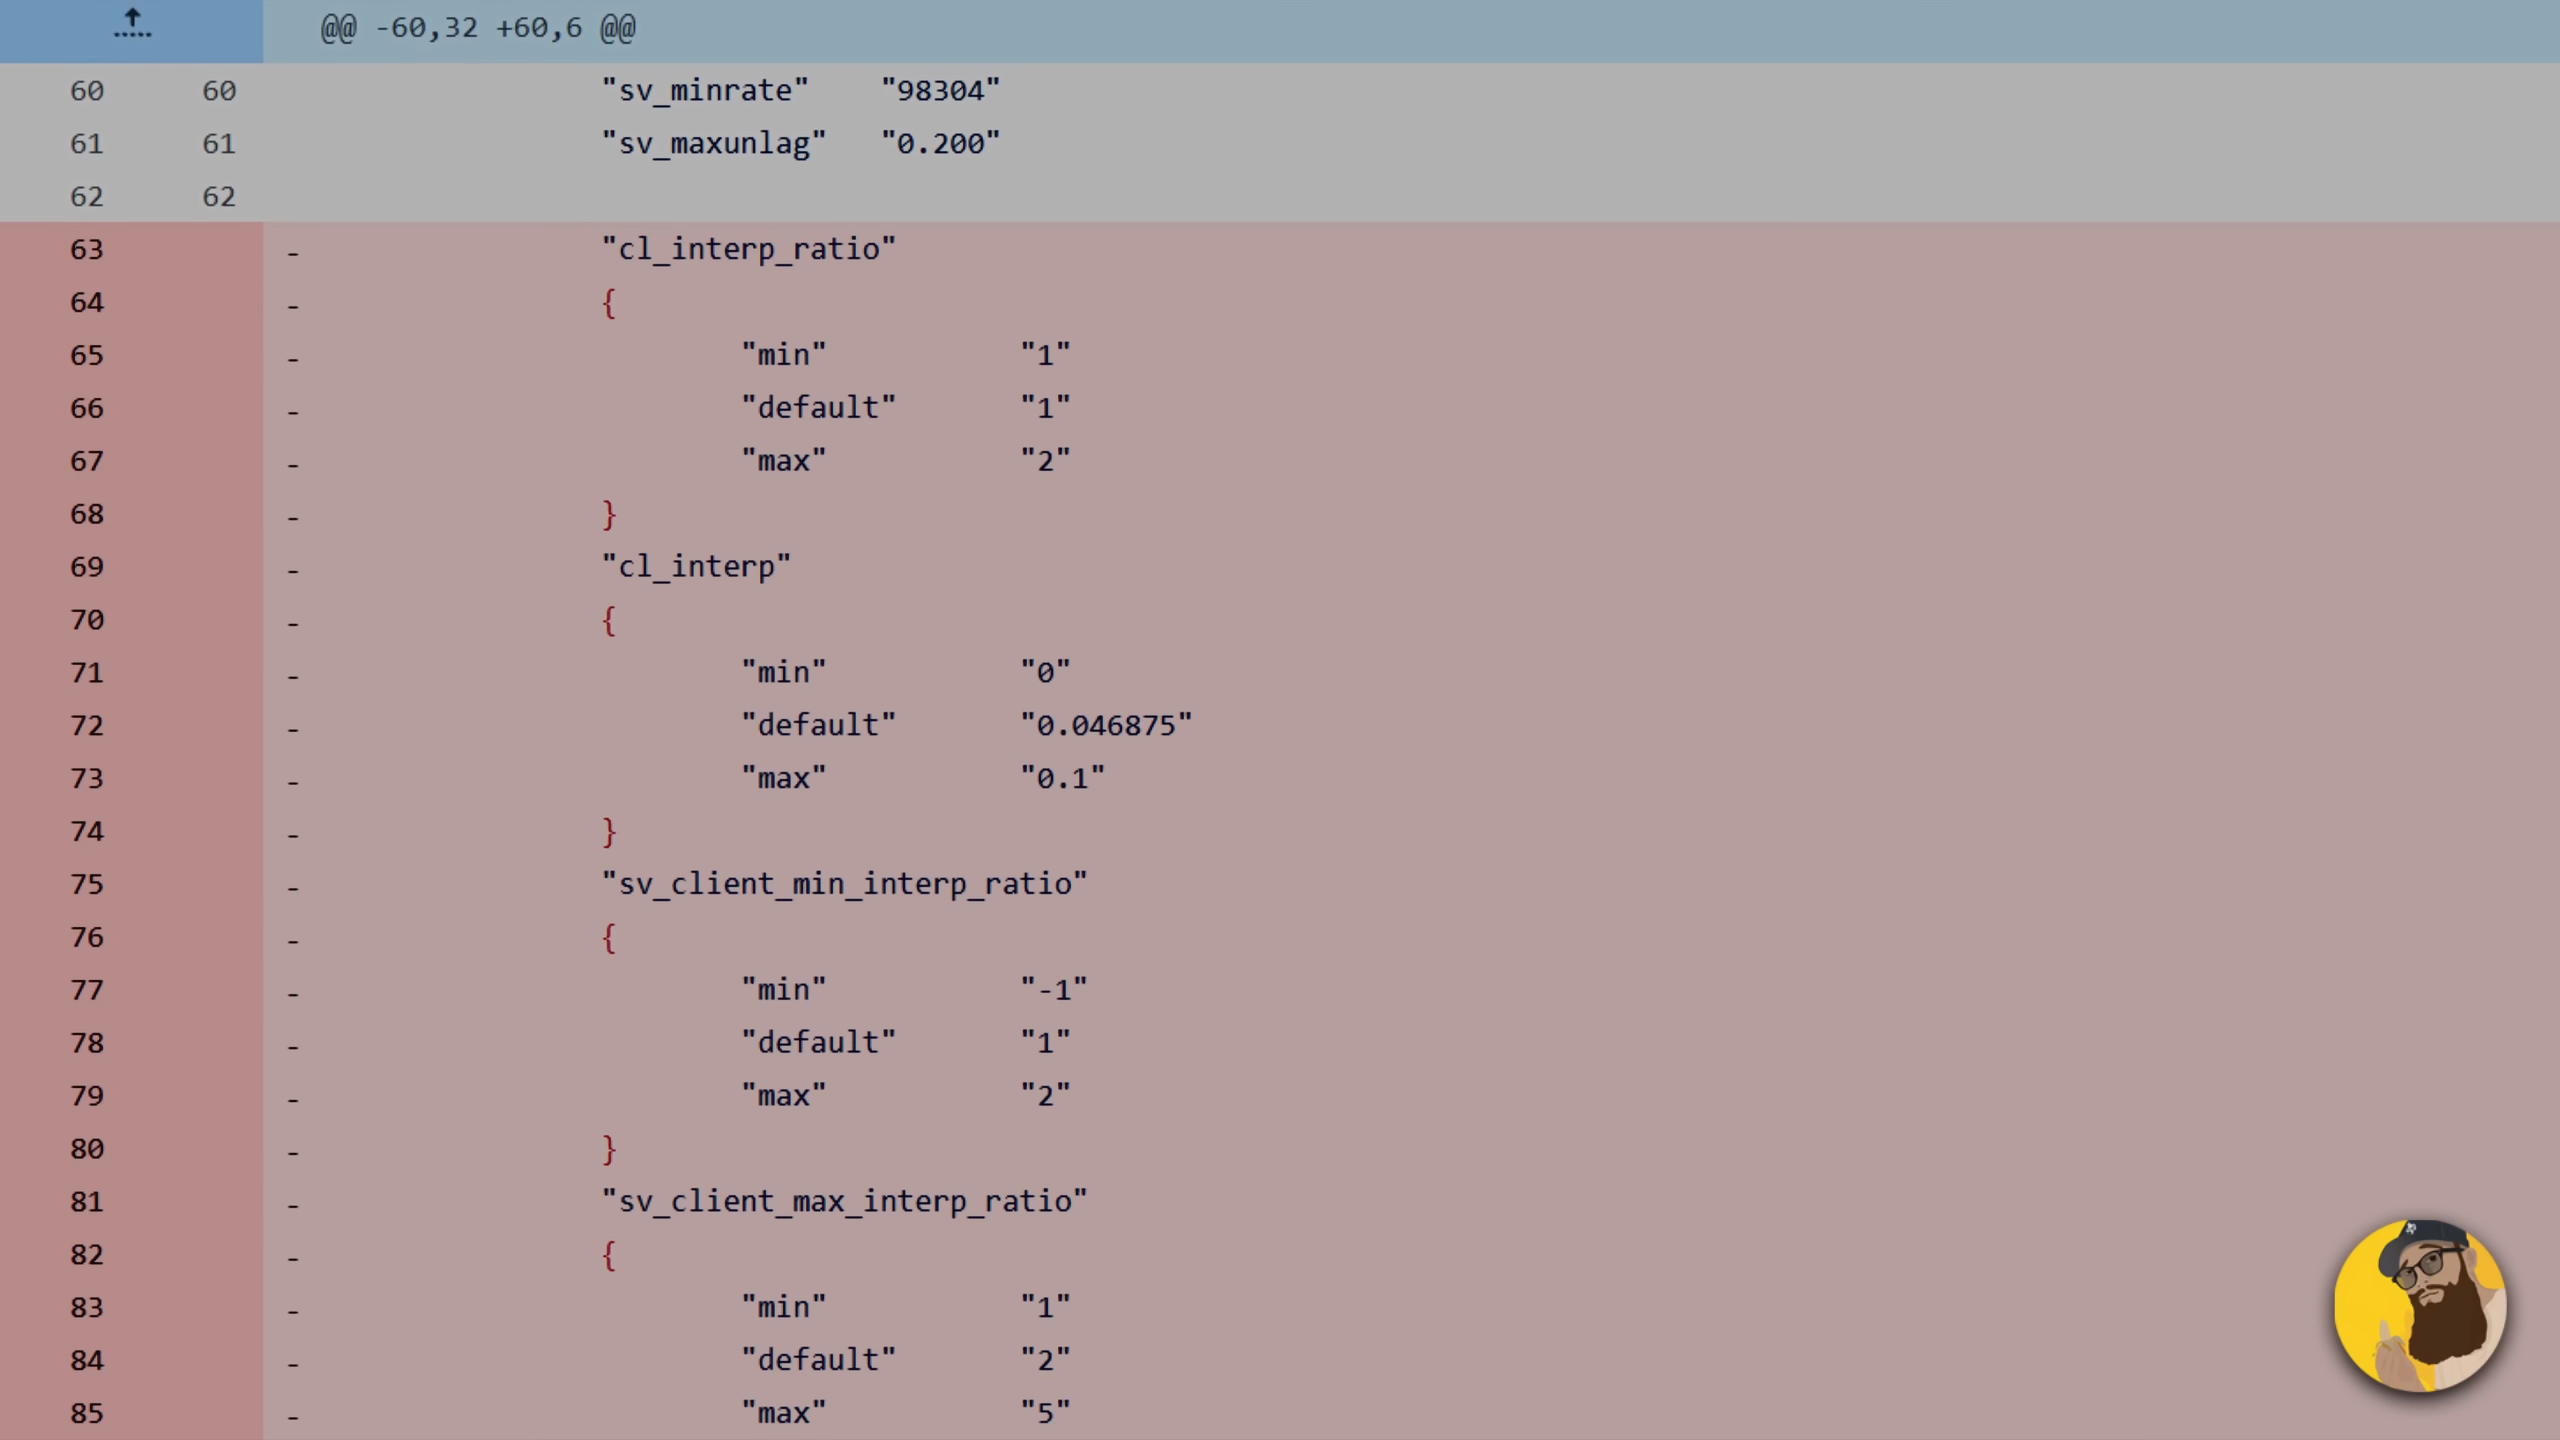 @@ -60,32 +60,6 @@
60 60 "sv_minrate" "98304"
61 61 "sv_maxunlag" "0.200"
62 62
63 - "cl_interp_ratio"
64 - {
65 - "min" "1"
66 - "default" "1"
67 - "max" "2"
68 - }
69 - "cl_interp"
70 - {
71 - "min" "0"
72 - "default" "0.046875"
73 - "max" "0.1"
74 - }
75 - "sv_client_min_interp_ratio"
76 - {
77 - "min" "-1"
78 - "default" "1"
79 - "max" "2"
80 - }
81 - "sv_client_max_interp_ratio"
82 - {
83 - "min" "1"
84 - "default" "2"
85 - "max" "5"